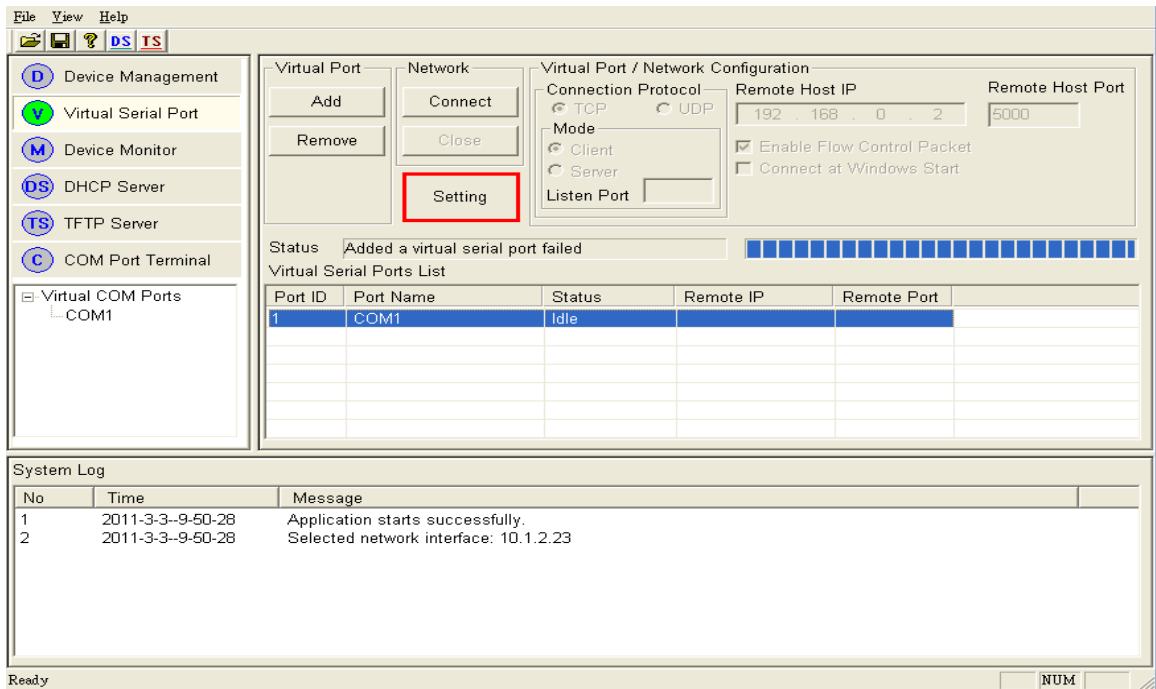 File View Help
DS TS
D Device Management
V Virtual Serial Port
M Device Monitor
DS DHCP Server
TS TFTP Server
C COM Port Terminal
Virtual COM Ports
COM1
Virtual Port
Add
Remove
Network
Connect
Close
Setting
Virtual Port / Network Configuration
Connection Protocol
TCP UDP
Mode
Client
Server
Listen Port
Remote Host IP
192 . 168 . 0 . 2
Remote Host Port
5000
Enable Flow Control Packet
Connect at Windows Start
Status Added a virtual serial port failed
Virtual Serial Ports List
Port ID Port Name Status Remote IP Remote Port
1 COM1 Idle
System Log
No Time Message
1 2011-3-3--9-50-28 Application starts successfully.
2 2011-3-3--9-50-28 Selected network interface: 10.1.2.23
Ready NUM